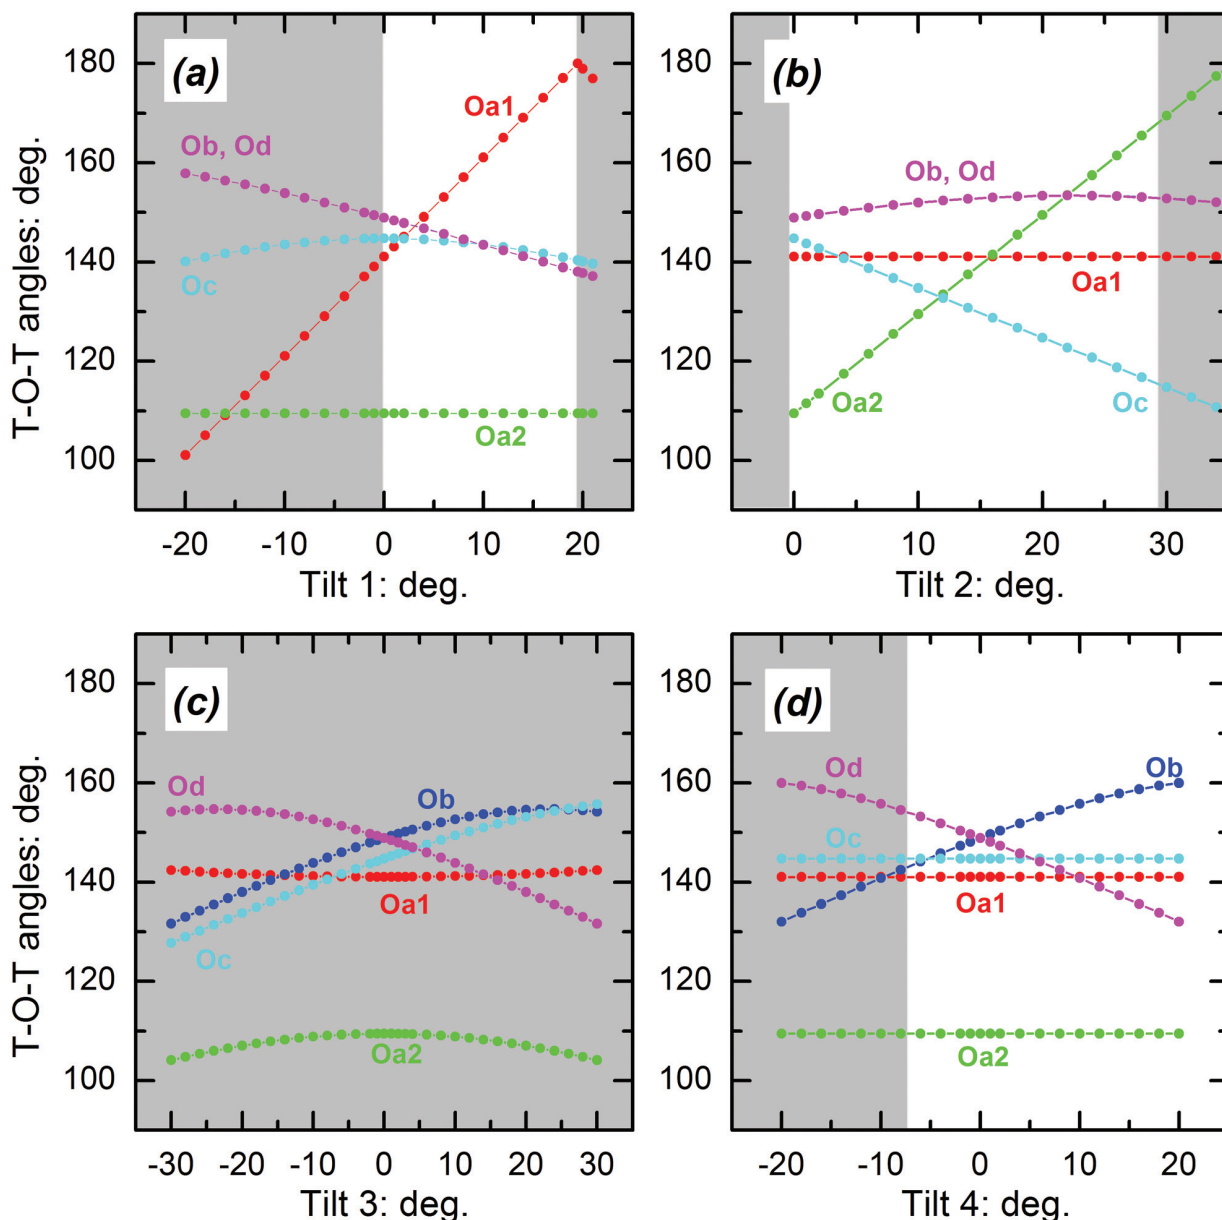 (a)
Oa1
Ob, Od
Oc
Oa2
T-O-T angles: deg.
180
160
140
120
100
-20
-10
0
10
20
Tilt 1: deg.
(b)
Ob, Od
Oa1
Oa2
Oc
180
160
140
120
100
0
10
20
30
Tilt 2: deg.
(c)
Od
Ob
Oa1
Oc
Oa2
T-O-T angles: deg.
180
160
140
120
100
-30
-20
-10
0
10
20
30
Tilt 3: deg.
(d)
Od
Ob
Oc
Oa1
Oa2
180
160
140
120
100
-20
-10
0
10
20
Tilt 4: deg.